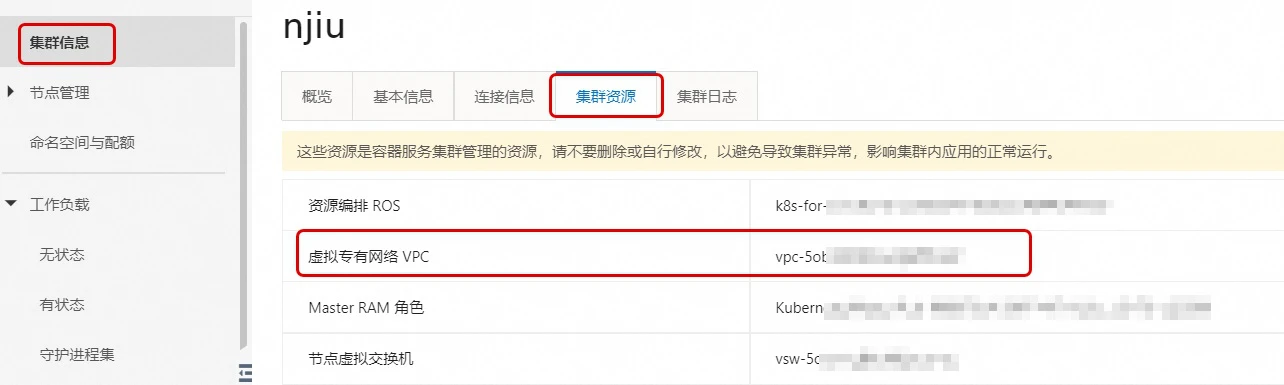 njiu
集群信息
节点管理
命名空间与配额
工作负载
无状态
有状态
守护进程集
概览 基本信息 连接信息 集群资源 集群日志
这些资源是容器服务集群管理的资源，请不要删除或自行修改，以避免导致集群异常，影响集群内应用的正常运行。
资源编排 ROS k8s-for-
虚拟专有网络 VPC vpc-5ob
Master RAM 角色 Kubern
节点虚拟交换机 vsw-5